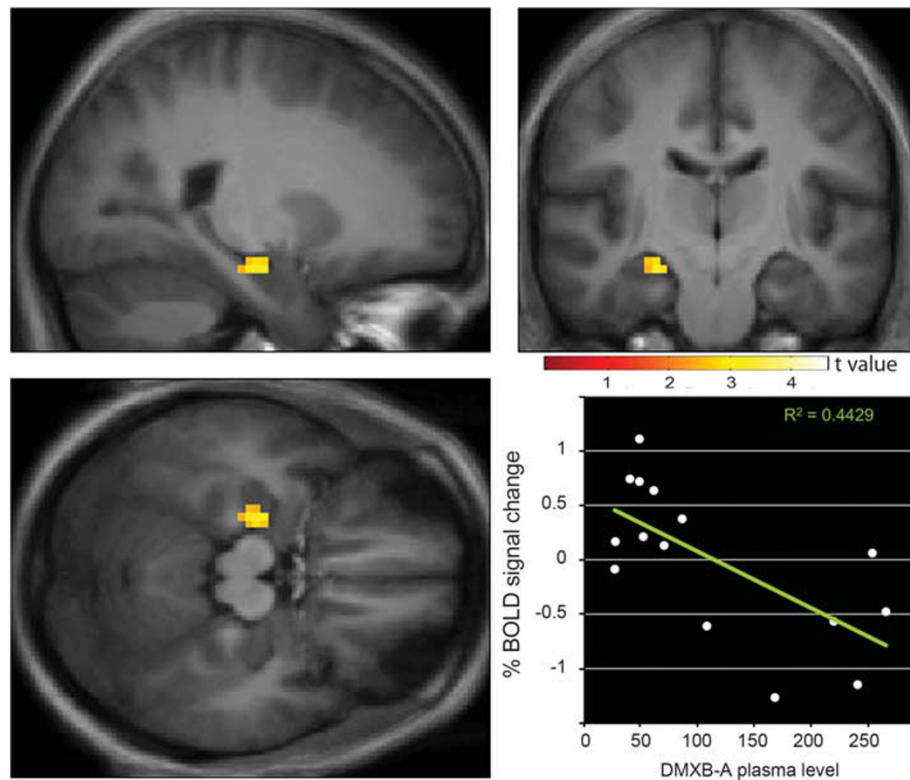 t value
1 2 3 4
R² = 0.4429
% BOLD signal change
1
0.5
0
-0.5
-1
0 50 100 150 200 250
DMXB-A plasma level